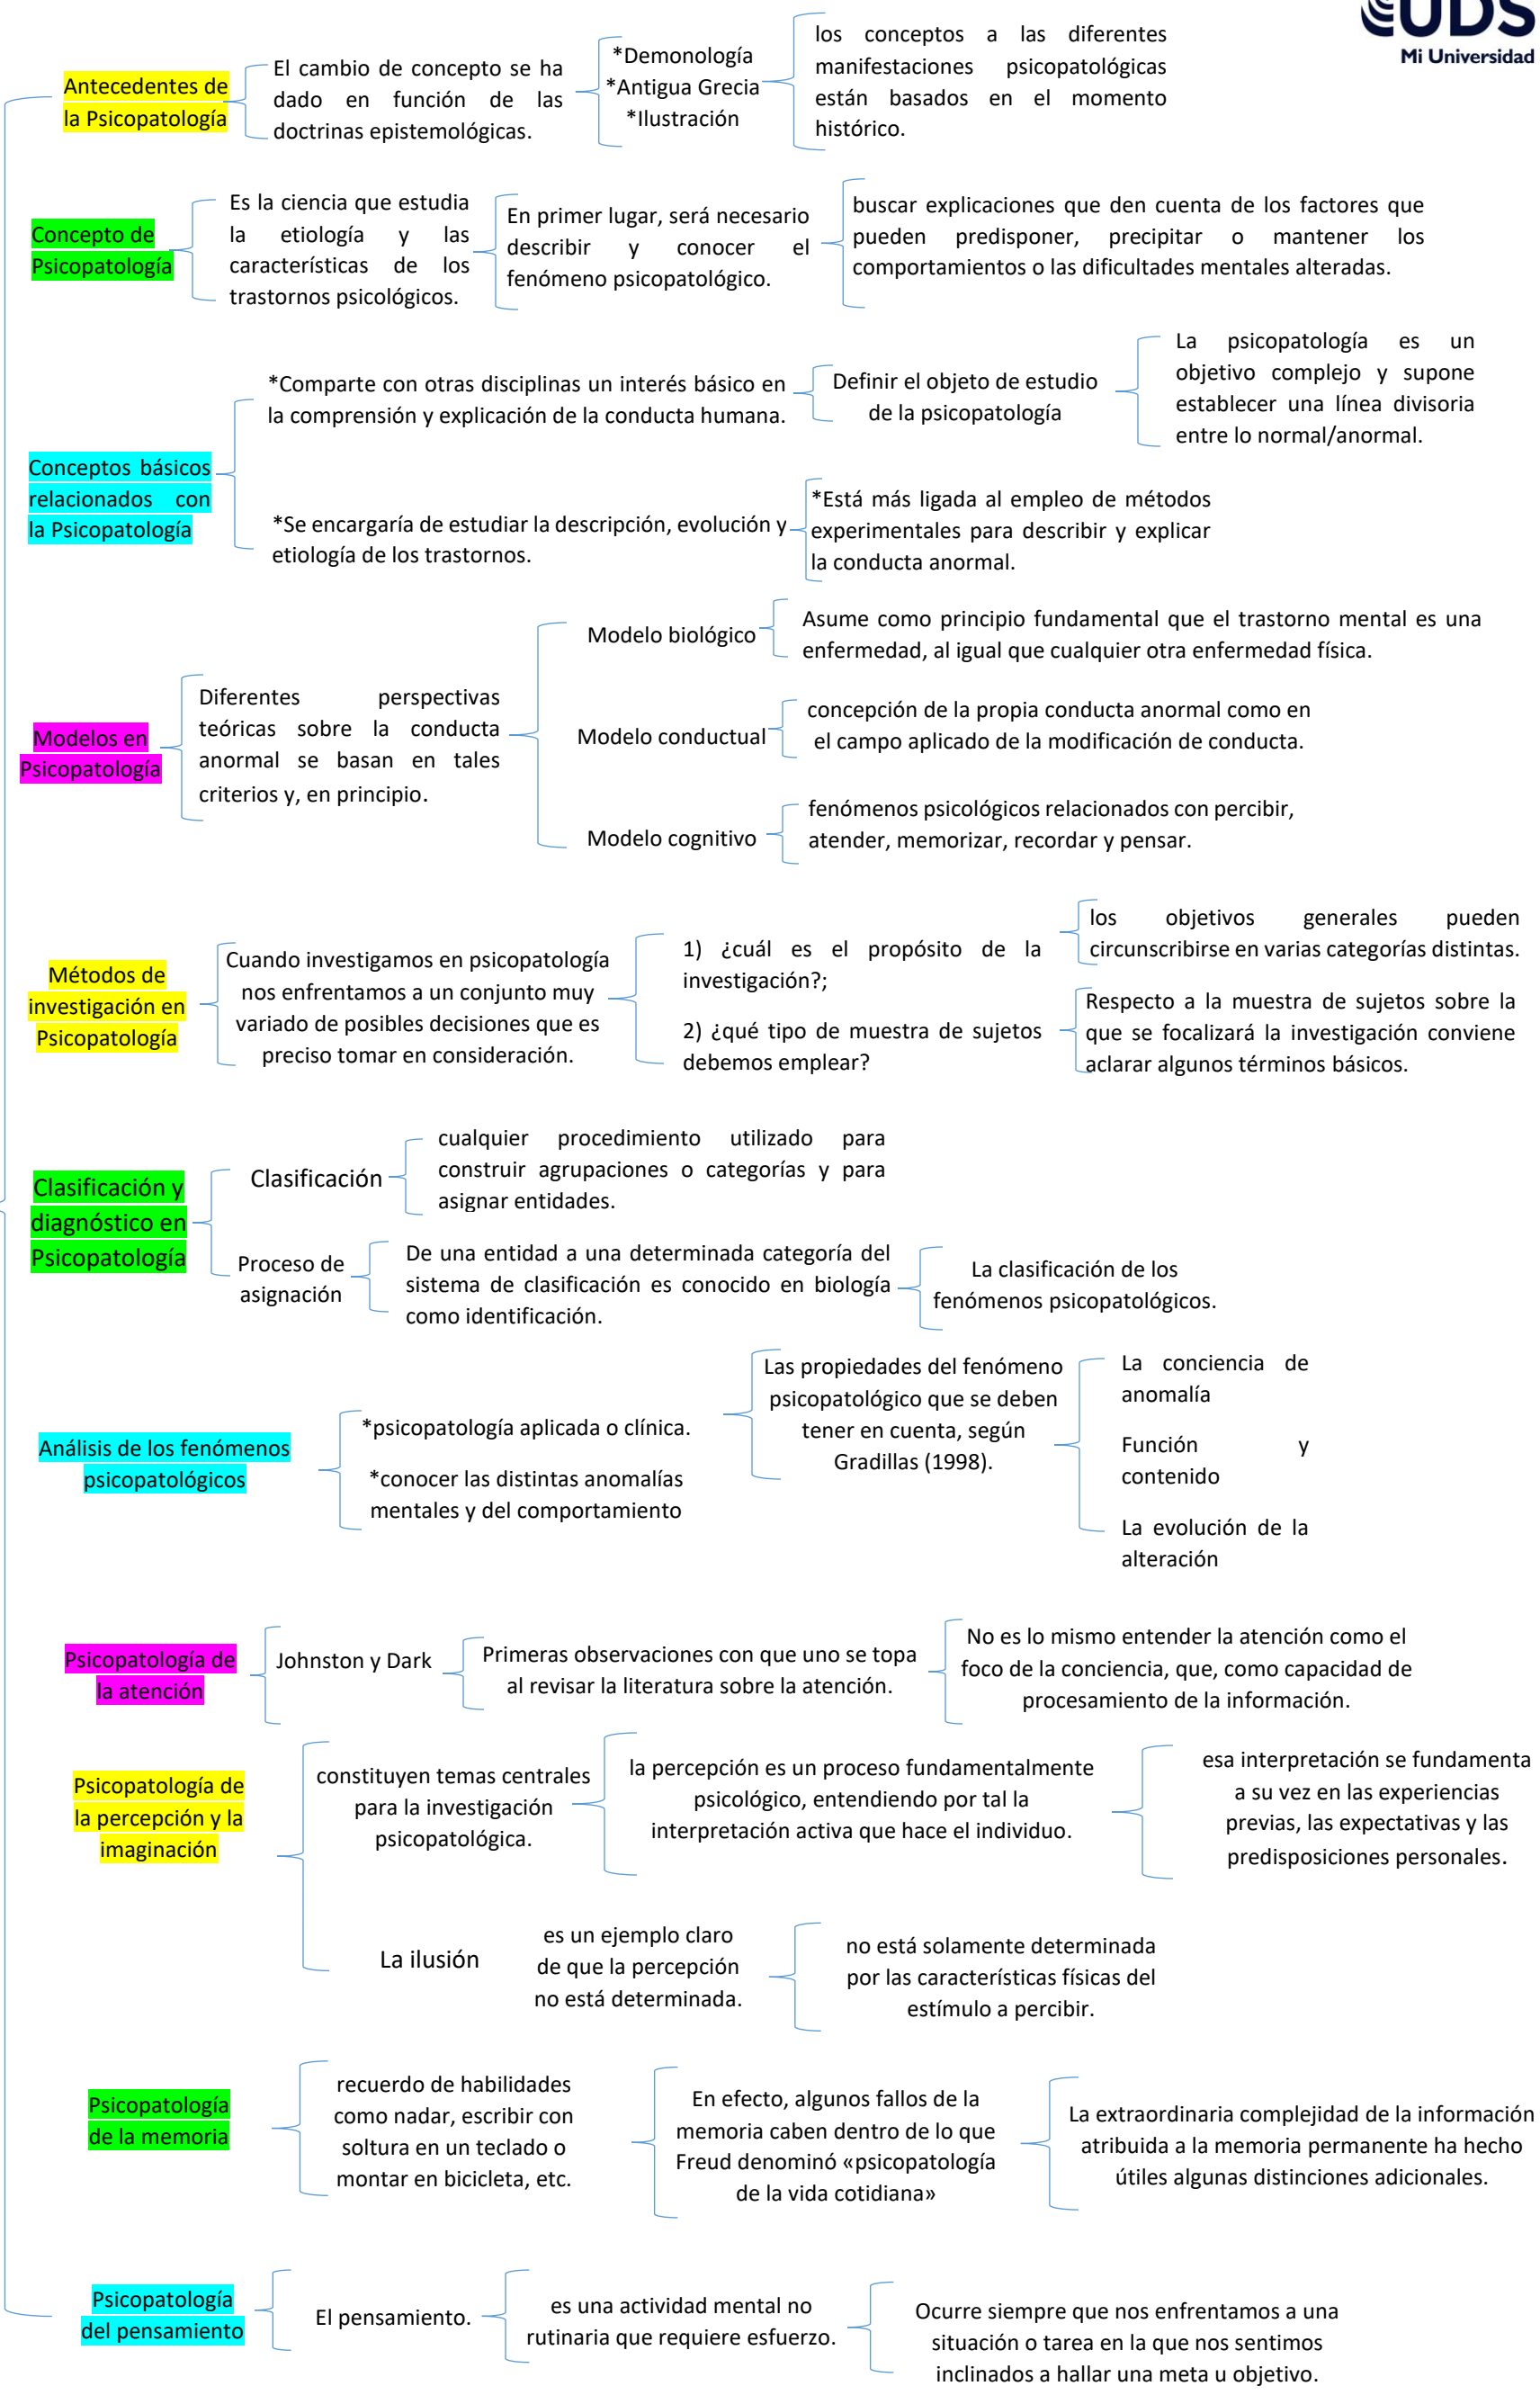 UDS
Mi Universidad
Antecedentes de
la Psicopatología
El cambio de concepto se ha
dado en función de las
doctrinas epistemológicas.
*Demonología
*Antigua Grecia
*Ilustración
los conceptos a las diferentes
manifestaciones psicopatológicas
están basados en el momento
histórico.
Concepto de
Psicopatología
Es la ciencia que estudia
la etiología y las
características de los
trastornos psicológicos.
En primer lugar, será necesario
describir y conocer el
fenómeno psicopatológico.
buscar explicaciones que den cuenta de los factores que
pueden predisponer, precipitar o mantener los
comportamientos o las dificultades mentales alteradas.
Conceptos básicos
relacionados con
la Psicopatología
*Comparte con otras disciplinas un interés básico en
la comprensión y explicación de la conducta humana.
Definir el objeto de estudio
de la psicopatología
La psicopatología es un
objetivo complejo y supone
establecer una línea divisoria
entre lo normal/anormal.
*Se encargaría de estudiar la descripción, evolución y
etiología de los trastornos.
*Está más ligada al empleo de métodos
experimentales para describir y explicar
la conducta anormal.
Modelos en
Psicopatología
Diferentes perspectivas
teóricas sobre la conducta
anormal se basan en tales
criterios y, en principio.
Modelo biológico
Asume como principio fundamental que el trastorno mental es una
enfermedad, al igual que cualquier otra enfermedad física.
Modelo conductual
concepción de la propia conducta anormal como en
el campo aplicado de la modificación de conducta.
Modelo cognitivo
fenómenos psicológicos relacionados con percibir,
atender, memorizar, recordar y pensar.
Métodos de
investigación en
Psicopatología
Cuando investigamos en psicopatología
nos enfrentamos a un conjunto muy
variado de posibles decisiones que es
preciso tomar en consideración.
1) ¿cuál es el propósito de la
investigación?;
los objetivos generales pueden
circunscribirse en varias categorías distintas.
2) ¿qué tipo de muestra de sujetos
debemos emplear?
Respecto a la muestra de sujetos sobre la
que se focalizará la investigación conviene
aclarar algunos términos básicos.
Clasificación y
diagnóstico en
Psicopatología
Clasificación
cualquier procedimiento utilizado para
construir agrupaciones o categorías y para
asignar entidades.
Proceso de
asignación
De una entidad a una determinada categoría del
sistema de clasificación es conocido en biología
como identificación.
La clasificación de los
fenómenos psicopatológicos.
Análisis de los fenómenos
psicopatológicos
*psicopatología aplicada o clínica.
*conocer las distintas anomalías
mentales y del comportamiento
Las propiedades del fenómeno
psicopatológico que se deben
tener en cuenta, según
Gradillas (1998).
La conciencia de
anomalía
Función y
contenido
La evolución de la
alteración
Psicopatología de
la atención
Johnston y Dark
Primeras observaciones con que uno se topa
al revisar la literatura sobre la atención.
No es lo mismo entender la atención como el
foco de la conciencia, que, como capacidad de
procesamiento de la información.
Psicopatología de
la percepción y la
imaginación
constituyen temas centrales
para la investigación
psicopatológica.
la percepción es un proceso fundamentalmente
psicológico, entendiendo por tal la
interpretación activa que hace el individuo.
esa interpretación se fundamenta
a su vez en las experiencias
previas, las expectativas y las
predisposiciones personales.
La ilusión
es un ejemplo claro
de que la percepción
no está determinada.
no está solamente determinada
por las características físicas del
estímulo a percibir.
Psicopatología
de la memoria
recuerdo de habilidades
como nadar, escribir con
soltura en un teclado o
montar en bicicleta, etc.
En efecto, algunos fallos de la
memoria caben dentro de lo que
Freud denominó «psicopatología
de la vida cotidiana»
La extraordinaria complejidad de la información
atribuida a la memoria permanente ha hecho
útiles algunas distinciones adicionales.
Psicopatología
del pensamiento
El pensamiento.
es una actividad mental no
rutinaria que requiere esfuerzo.
Ocurre siempre que nos enfrentamos a una
situación o tarea en la que nos sentimos
inclinados a hallar una meta u objetivo.